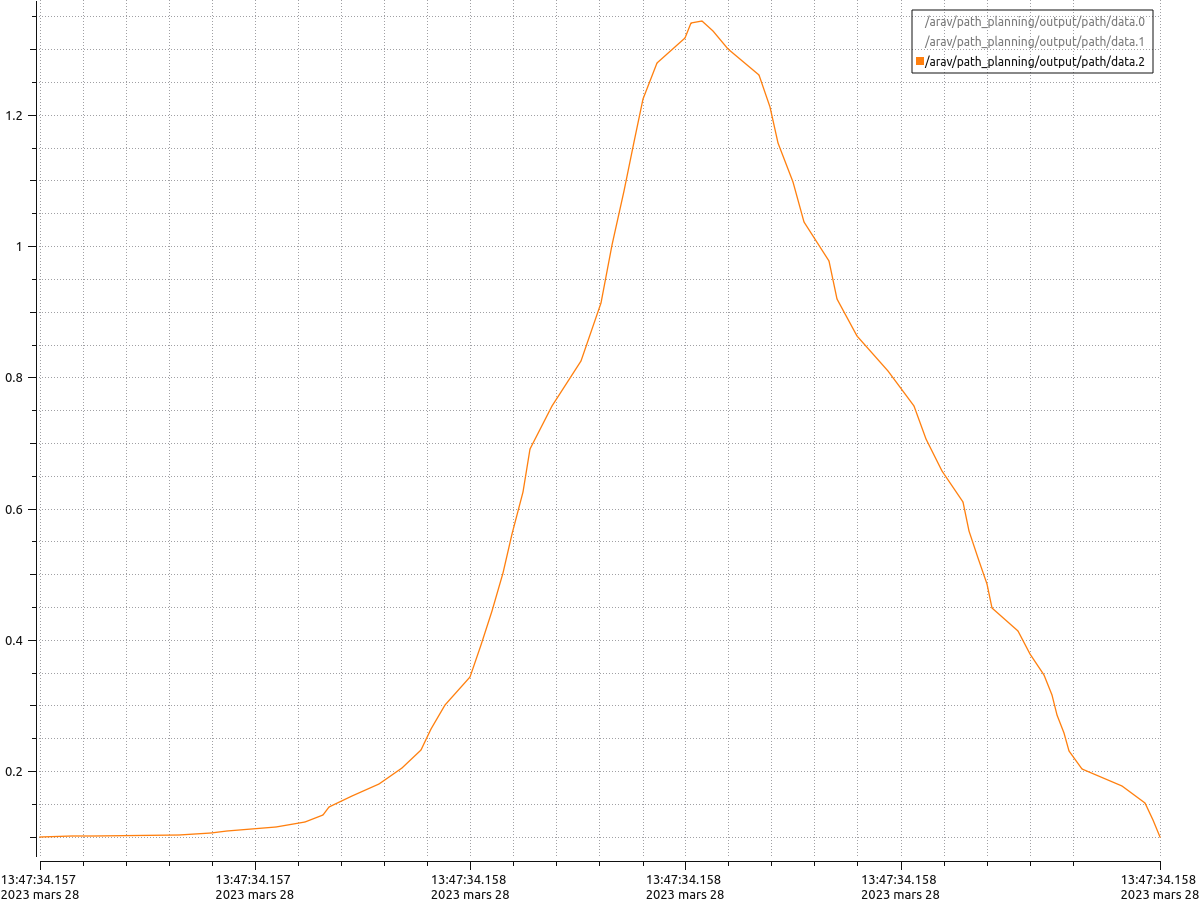 /arav/path_planning/output/path/data.0
/arav/path_planning/output/path/data.1
/arav/path_planning/output/path/data.2
1.2
1
0.8
0.6
0.4
0.2
13:47:34.157 13:47:34.157 13:47:34.158 13:47:34.158 13:47:34.158 13:47:34.158
2023 mars 28 2023 mars 28 2023 mars 28 2023 mars 28 2023 mars 28 2023 mars 28